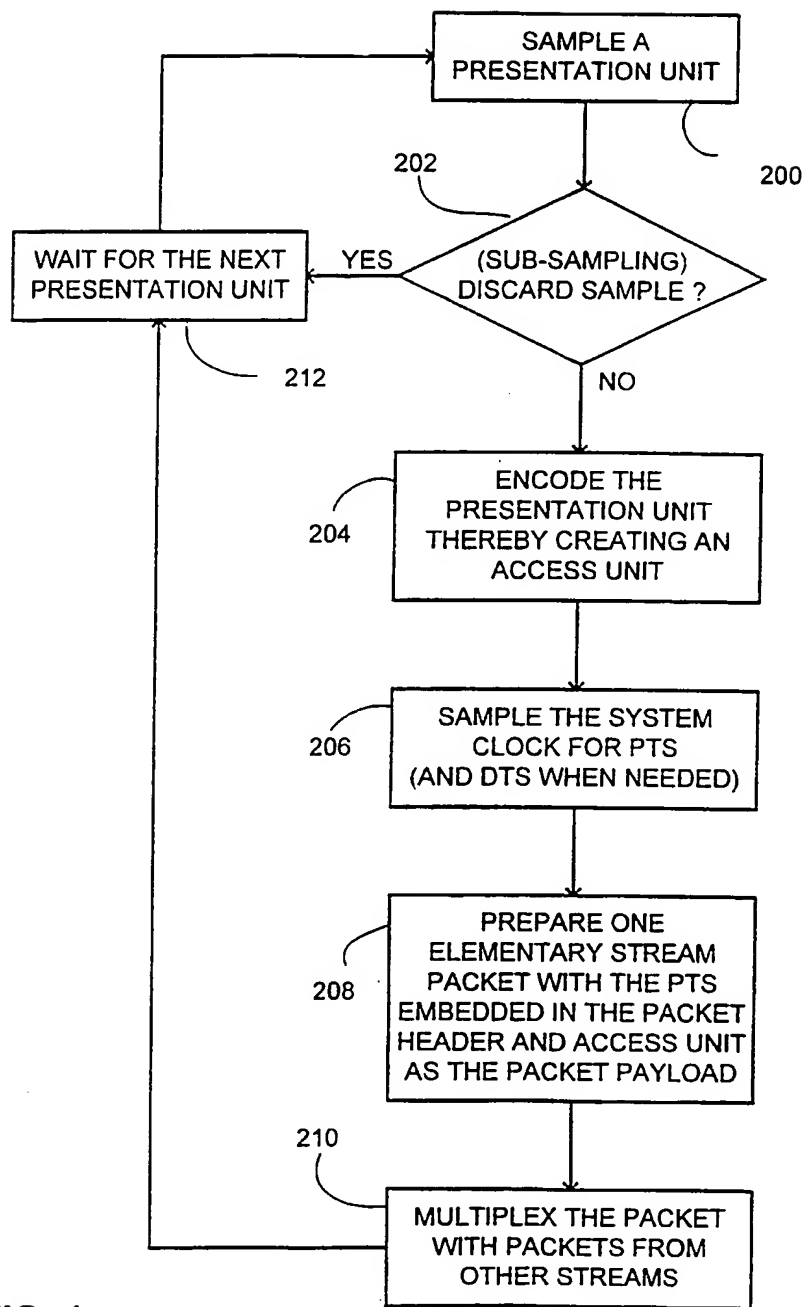 SAMPLE A
PRESENTATION UNIT
200
202
WAIT FOR THE NEXT
PRESENTATION UNIT
YES
(SUB-SAMPLING)
DISCARD SAMPLE ?
212
NO
ENCODE THE
PRESENTATION UNIT
THEREBY CREATING AN
ACCESS UNIT
204
SAMPLE THE SYSTEM
CLOCK FOR PTS
(AND DTS WHEN NEEDED)
206
PREPARE ONE
ELEMENTARY STREAM
PACKET WITH THE PTS
EMBEDDED IN THE PACKET
HEADER AND ACCESS UNIT
AS THE PACKET PAYLOAD
208
210
MULTIPLEX THE PACKET
WITH PACKETS FROM
OTHER STREAMS